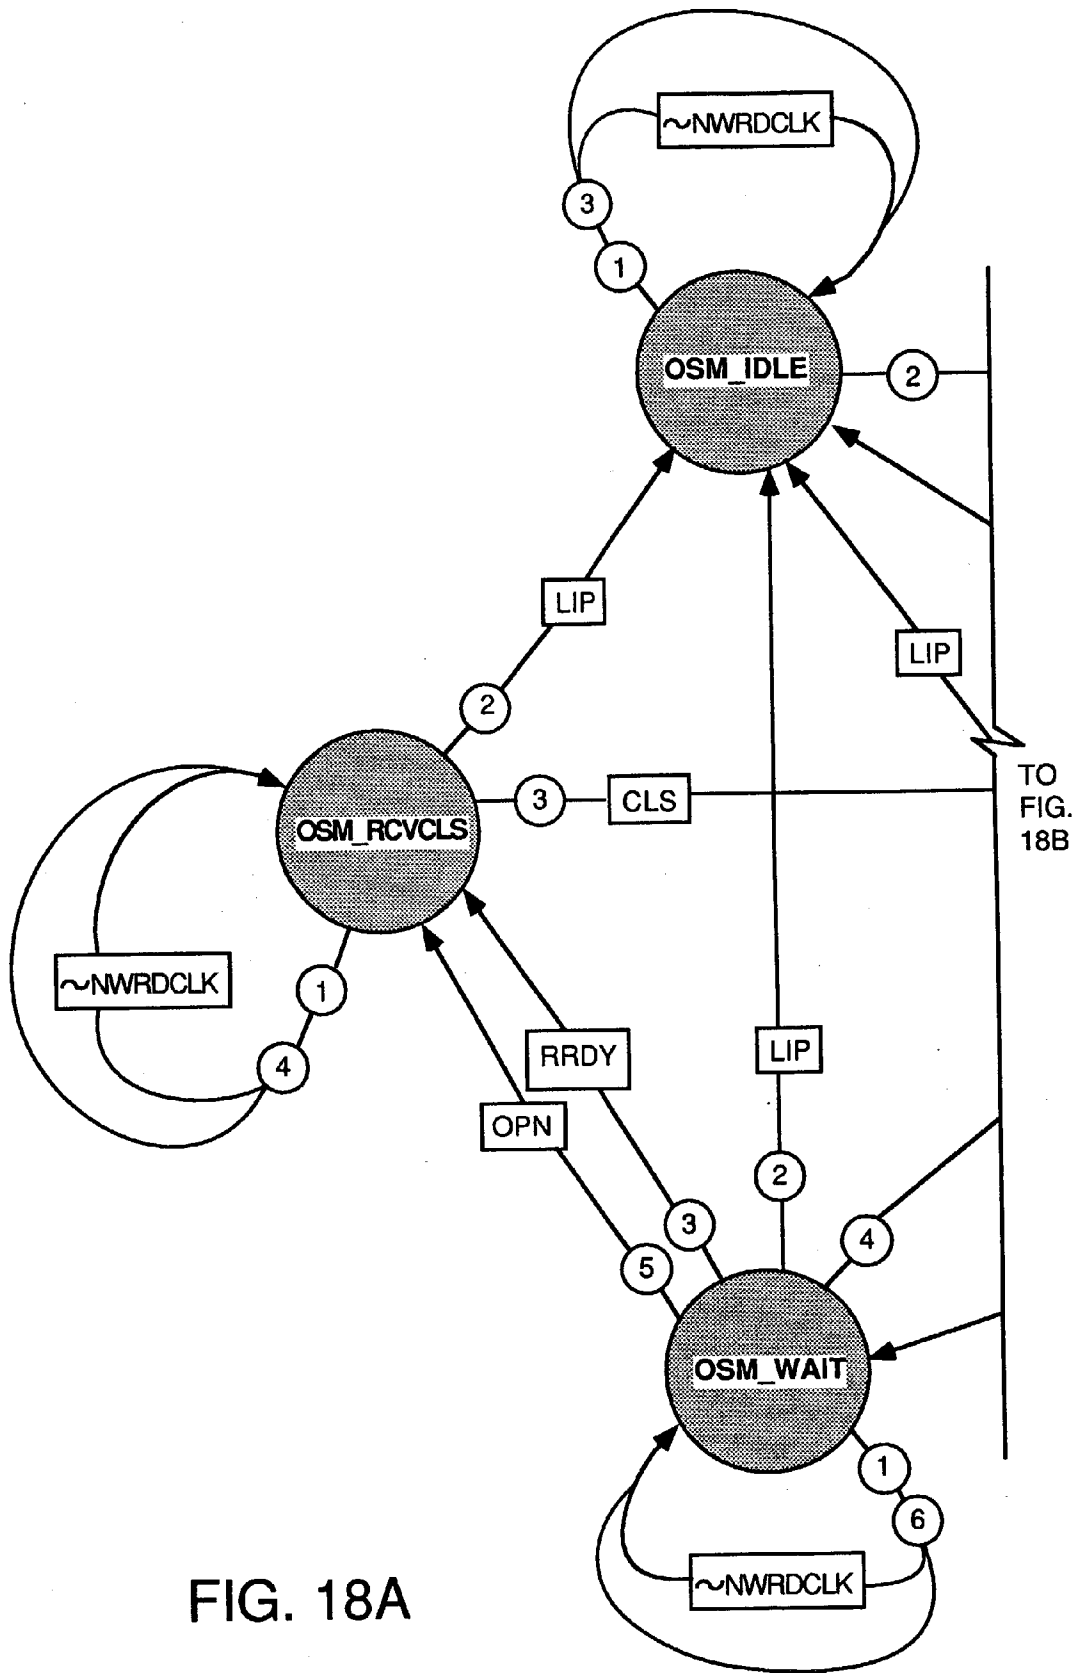 ~NWRDCLK
3
1
OSM_IDLE
2
LIP
LIP
2
TO
FIG.
18B
3
CLS
OSM_RCVCLS
~NWRDCLK
1
4
RRDY
LIP
OPN
2
3
4
5
OSM_WAIT
1
6
~NWRDCLK
FIG. 18A